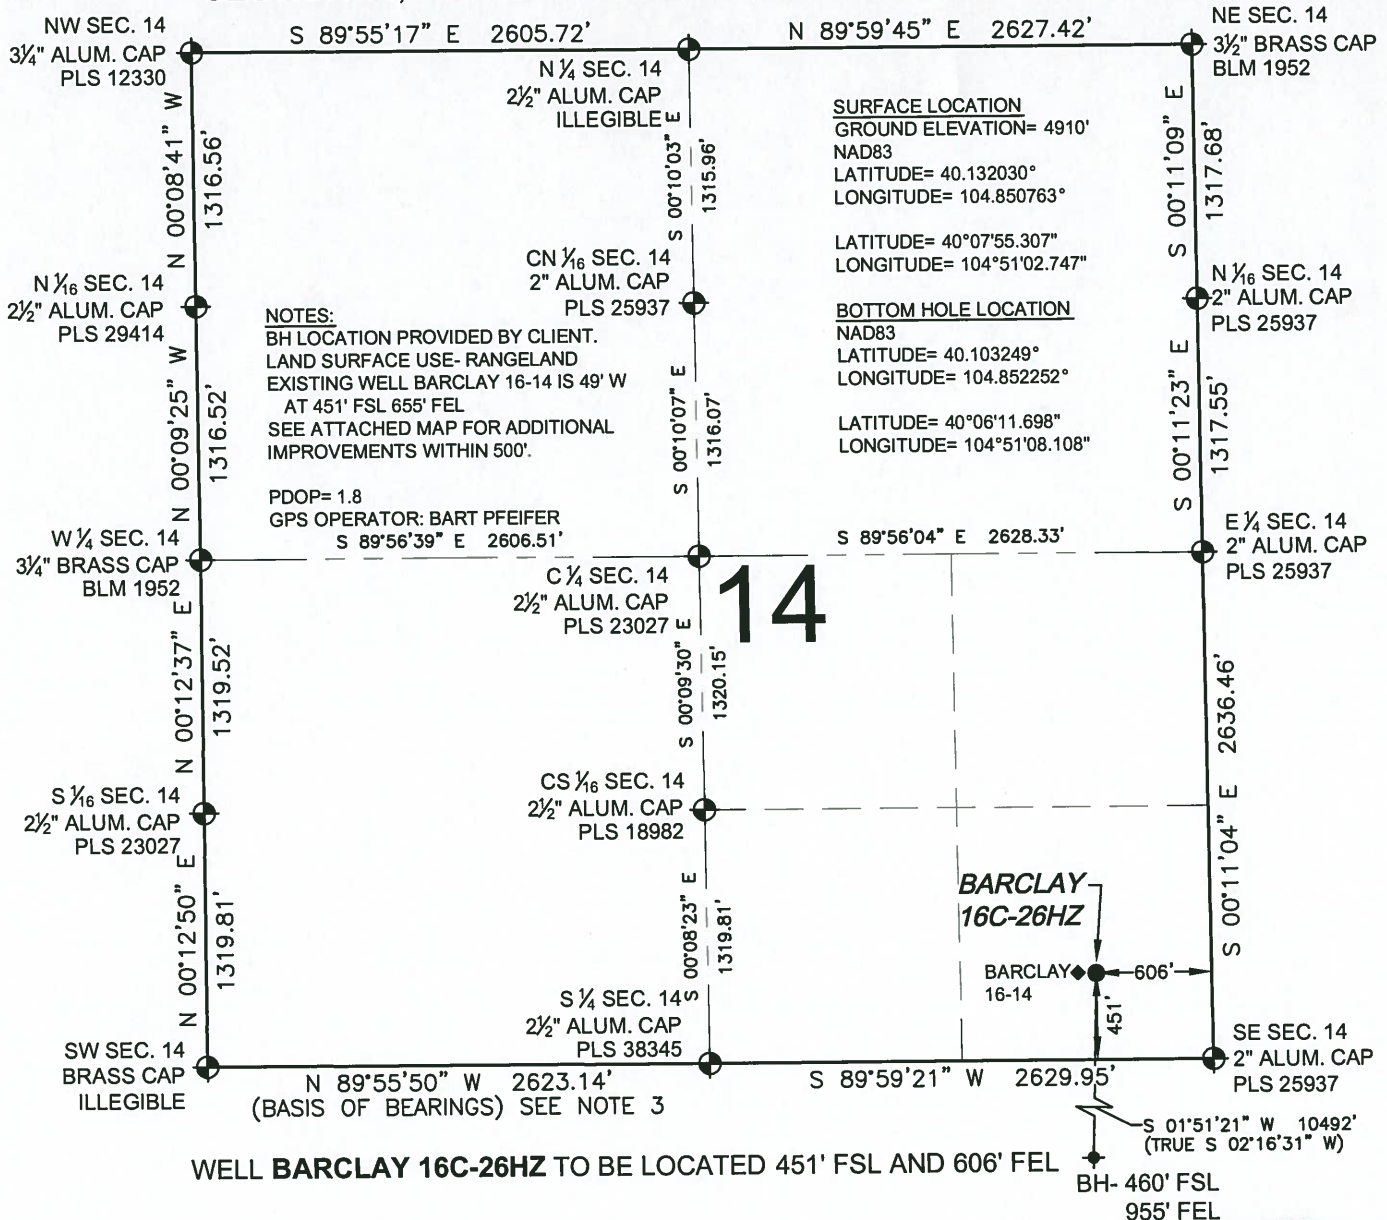 NW SEC. 14
3¼" ALUM. CAP
PLS 12330
S 89°55'17" E 2605.72'
N 89°59'45" E 2627.42'
NE SEC. 14
3½" BRASS CAP
BLM 1952
N ¼ SEC. 14
2½" ALUM. CAP
ILLEGIBLE
N 00°08'41" W
1316.56'
S 00°10'03" E
1315.96'
SURFACE LOCATION
GROUND ELEVATION= 4910'
NAD83
LATITUDE= 40.132030°
LONGITUDE= 104.850763°
LATITUDE= 40°07'55.307"
LONGITUDE= 104°51'02.747"
S 00°11'09" E
1317.68'
N 1⁄16 SEC. 14
2½" ALUM. CAP
PLS 29414
CN 1⁄16 SEC. 14
2" ALUM. CAP
PLS 25937
N 1⁄16 SEC. 14
2" ALUM. CAP
PLS 25937
NOTES:
BH LOCATION PROVIDED BY CLIENT.
LAND SURFACE USE- RANGELAND
EXISTING WELL BARCLAY 16-14 IS 49' W
AT 451' FSL 655' FEL
SEE ATTACHED MAP FOR ADDITIONAL
IMPROVEMENTS WITHIN 500'.
PDOP= 1.8
GPS OPERATOR: BART PFEIFER
BOTTOM HOLE LOCATION
NAD83
LATITUDE= 40.103249°
LONGITUDE= 104.852252°
LATITUDE= 40°06'11.698"
LONGITUDE= 104°51'08.108"
N 00°09'25" W
1316.52'
S 00°10'07" E
1316.07'
S 00°11'23" E
1317.55'
W ¼ SEC. 14
3¼" BRASS CAP
BLM 1952
S 89°56'39" E 2606.51'
S 89°56'04" E 2628.33'
E ¼ SEC. 14
2" ALUM. CAP
PLS 25937
C ¼ SEC. 14
2½" ALUM. CAP
PLS 23027
14
N 00°12'37" E
1319.52'
S 00°09'30" E
1320.15'
S 00°11'04" E 2636.46'
S 1⁄16 SEC. 14
2½" ALUM. CAP
PLS 23027
CS 1⁄16 SEC. 14
2½" ALUM. CAP
PLS 18982
N 00°12'50" E
1319.81'
S 00°08'23" E
1319.81'
BARCLAY
16C-26HZ
BARCLAY
16-14
606'
451'
S ¼ SEC. 14
2½" ALUM. CAP
PLS 38345
SW SEC. 14
BRASS CAP
ILLEGIBLE
SE SEC. 14
2" ALUM. CAP
PLS 25937
N 89°55'50" W 2623.14'
(BASIS OF BEARINGS) SEE NOTE 3
S 89°59'21" W 2629.95'
S 01°51'21" W 10492'
(TRUE S 02°16'31" W)
WELL BARCLAY 16C-26HZ TO BE LOCATED 451' FSL AND 606' FEL
BH- 460' FSL
955' FEL